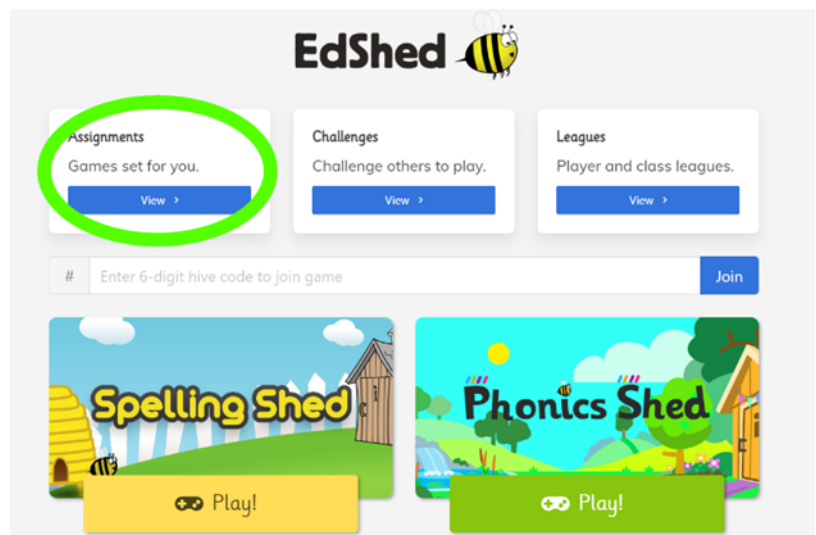 EdShed
Assignments
Games set for you.
View >
Challenges
Challenge others to play.
View >
Leagues
Player and class leagues.
View >
# Enter 6-digit hive code to join game
Join
Spelling Shed
Play!
Phonics Shed
Play!